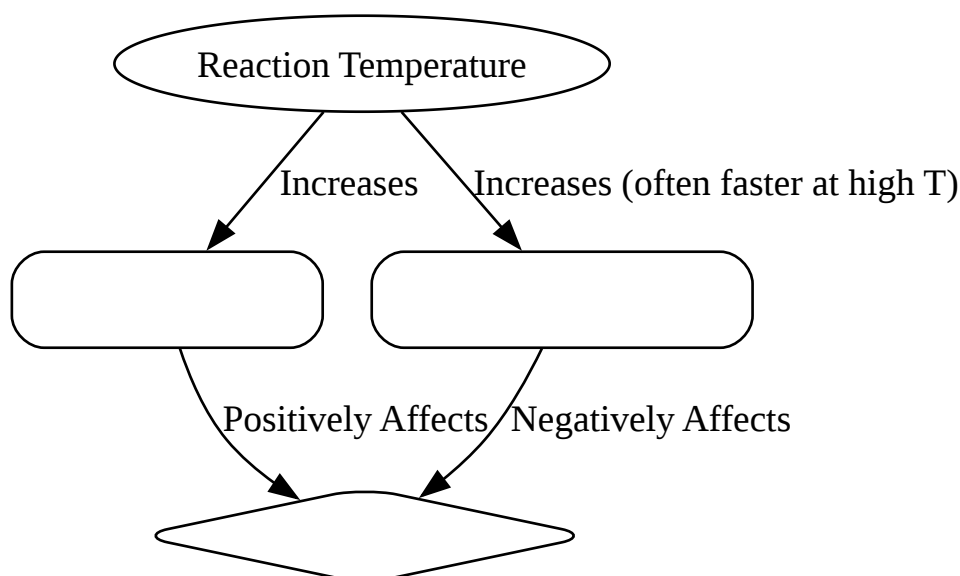 Reaction Temperature
Increases
Increases (often faster at high T)
Positively Affects
Negatively Affects